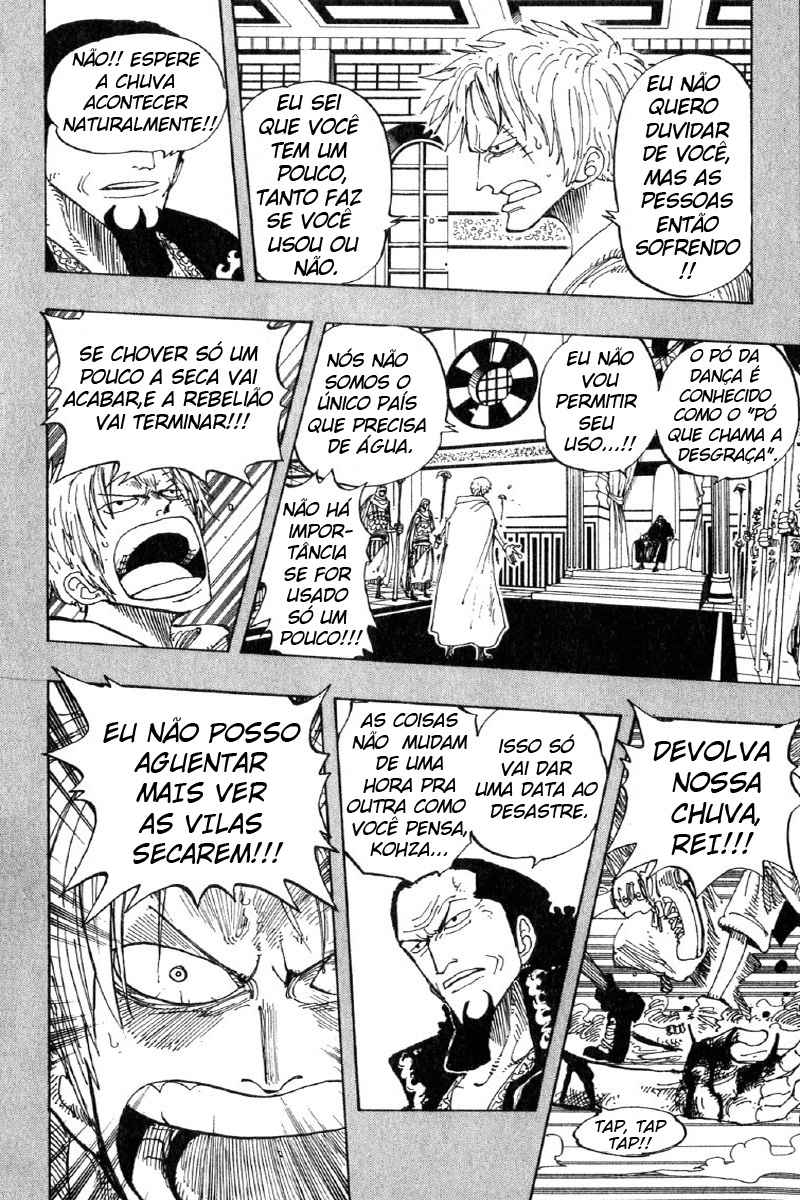 EU NÃO
QUERO
DUVIDAR
DE VOCÊ,
MAS AS
PESSOAS
ENTÃO
SOFRENDO
!!
EU SEI
QUE VOCÊ
TEM UM
POUCO,
TANTO FAZ
SE VOCÊ
USOU OU
NÃO.
NÃO!! ESPERE
A CHUVA
ACONTECER
NATURALMENTE!!
O PÓ DA
DANÇA É
CONHECIDO
COMO O "PÓ
QUE CHAMA A
DESGRAÇA".
EU NÃO
VOU
PERMITIR
SEU
USO...!!
NÓS NÃO
SOMOS O
ÚNICO PAÍS
QUE PRECISA
DE ÁGUA.
NÃO HÁ
IMPOR-
TÂNCIA
SE FOR
USADO
SÓ UM
POUCO!!!
SE CHOVER SÓ UM
POUCO A SECA VAI
ACABAR,E A REBELIÃO
VAI TERMINAR!!!
DEVOLVA
NOSSA
CHUVA,
REI!!!
TAP, TAP
TAP!!
ISSO SÓ
VAI DAR
UMA DATA AO
DESASTRE.
AS COISAS
NÃO MUDAM
DE UMA
HORA PRA
OUTRA COMO
VOCÊ PENSA,
KOHZA...
EU NÃO POSSO
AGUENTAR
MAIS VER
AS VILAS
SECAREM!!!